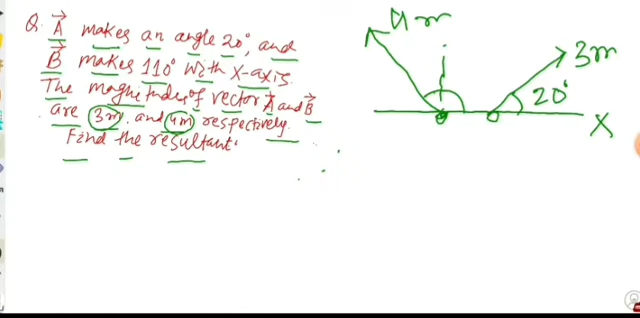 Q. A makes an angle 20°, and
B makes 110° with X-axis.
The magnitudes of vector A and B
are 3m and 4m respectively.
Find the resultant.
4m
3m
20°
X